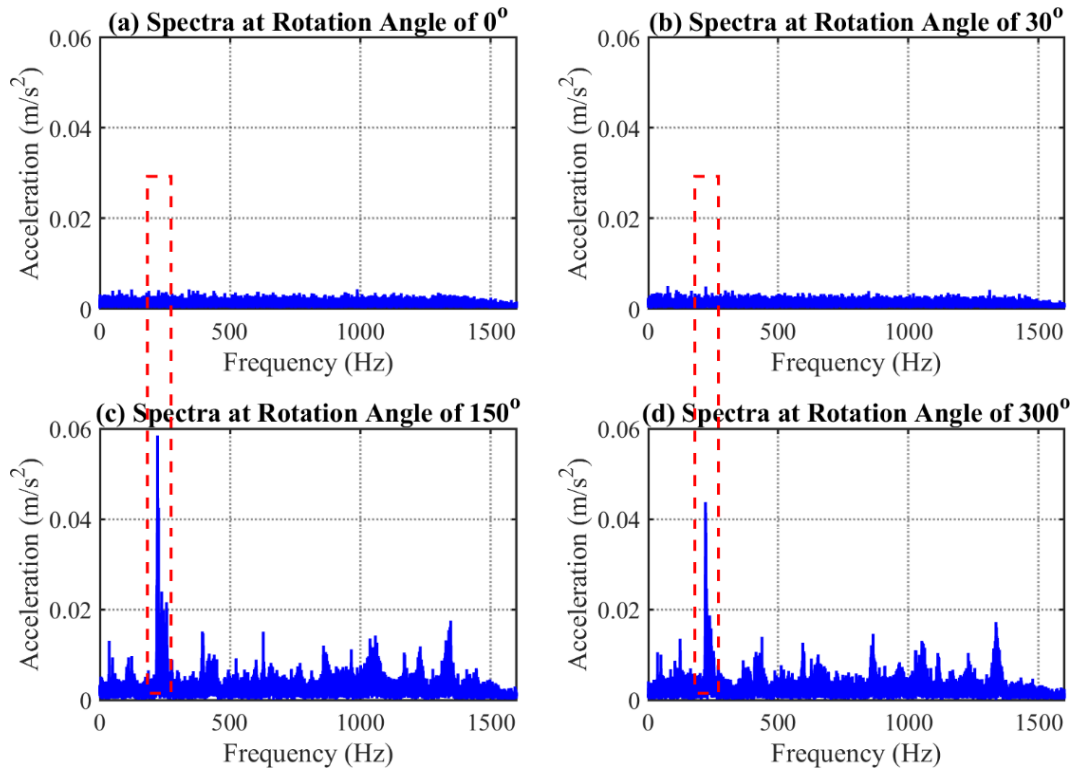 (a) Spectra at Rotation Angle of 0⁰
(b) Spectra at Rotation Angle of 30⁰
0.06
0.04
0.02
0
Acceleration (m/s²)
0 500 1000 1500
Frequency (Hz)
0.06
0.04
0.02
0
Acceleration (m/s²)
0 500 1000 1500
Frequency (Hz)
(c) Spectra at Rotation Angle of 150⁰
(d) Spectra at Rotation Angle of 300⁰
0.06
0.04
0.02
0
Acceleration (m/s²)
0 500 1000 1500
Frequency (Hz)
0.06
0.04
0.02
0
Acceleration (m/s²)
0 500 1000 1500
Frequency (Hz)